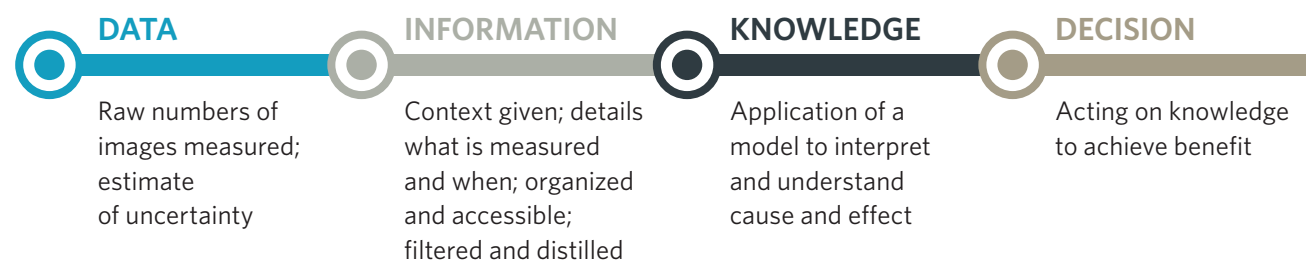 DATA
Raw numbers of
images measured;
estimate
of uncertainty
INFORMATION
Context given; details
what is measured
and when; organized
and accessible;
filtered and distilled
KNOWLEDGE
Application of a
model to interpret
and understand
cause and effect
DECISION
Acting on knowledge
to achieve benefit